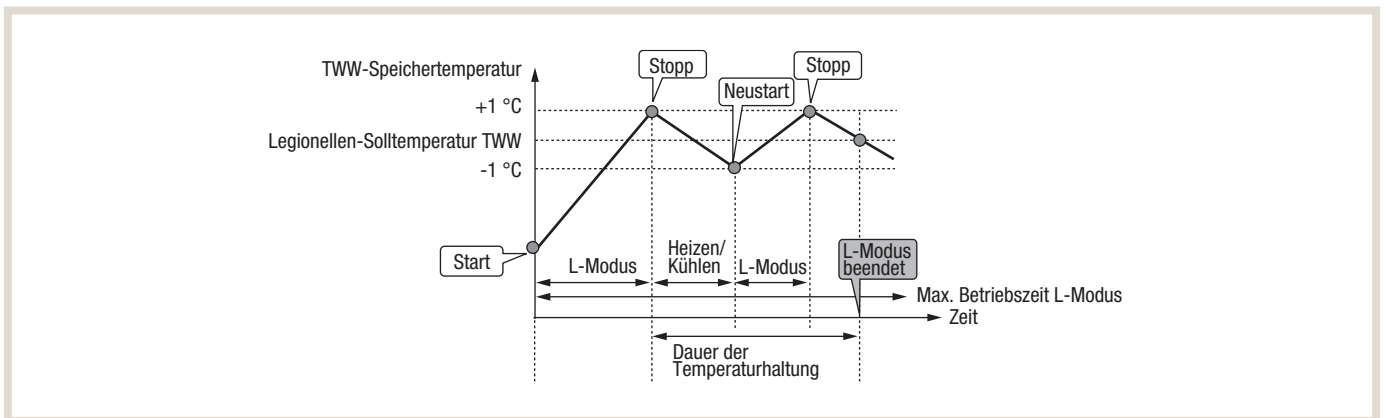 TWW-Speichertemperatur
Stopp
Stopp
Neustart
+1 °C
Legionellen-Solltemperatur TWW
-1 °C
Start
L-Modus
Heizen/
Kühlen
L-Modus
L-Modus
beendet
Max. Betriebszeit L-Modus
Zeit
Dauer der
Temperaturhaltung